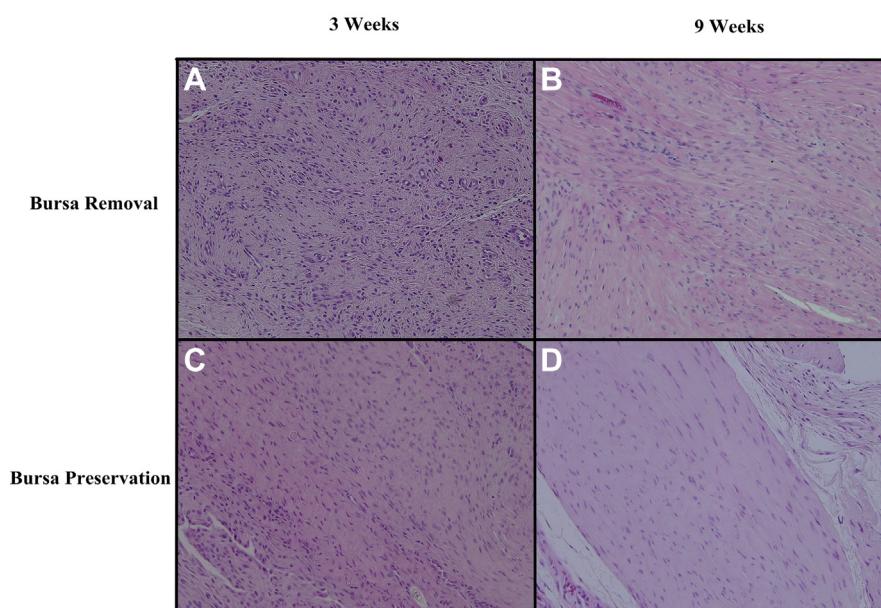 3 Weeks
9 Weeks
A
B
Bursa Removal
C
D
Bursa Preservation